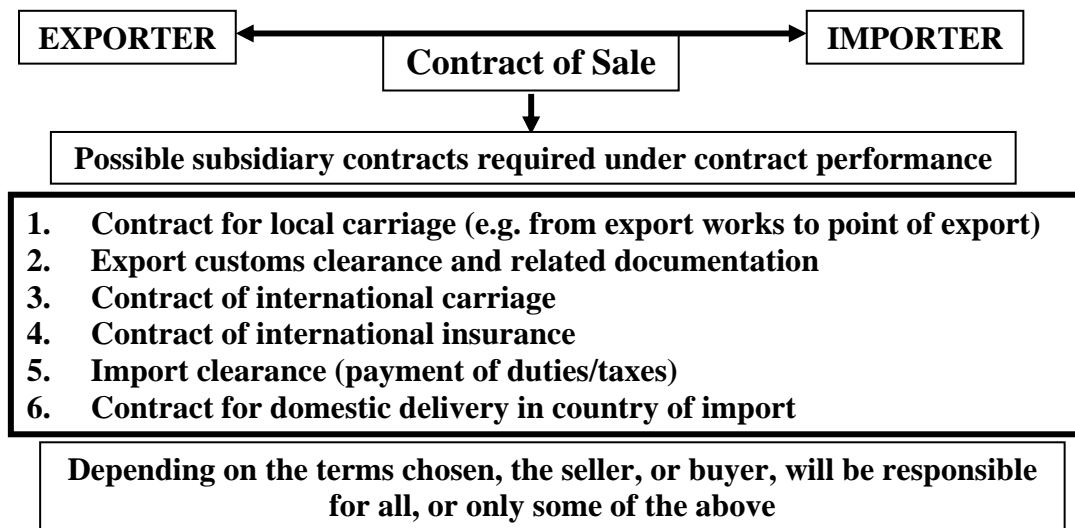 EXPORTER
IMPORTER
Contract of Sale
Possible subsidiary contracts required under contract performance
1. Contract for local carriage (e.g. from export works to point of export)
2. Export customs clearance and related documentation
3. Contract of international carriage
4. Contract of international insurance
5. Import clearance (payment of duties/taxes)
6. Contract for domestic delivery in country of import
Depending on the terms chosen, the seller, or buyer, will be responsible
for all, or only some of the above